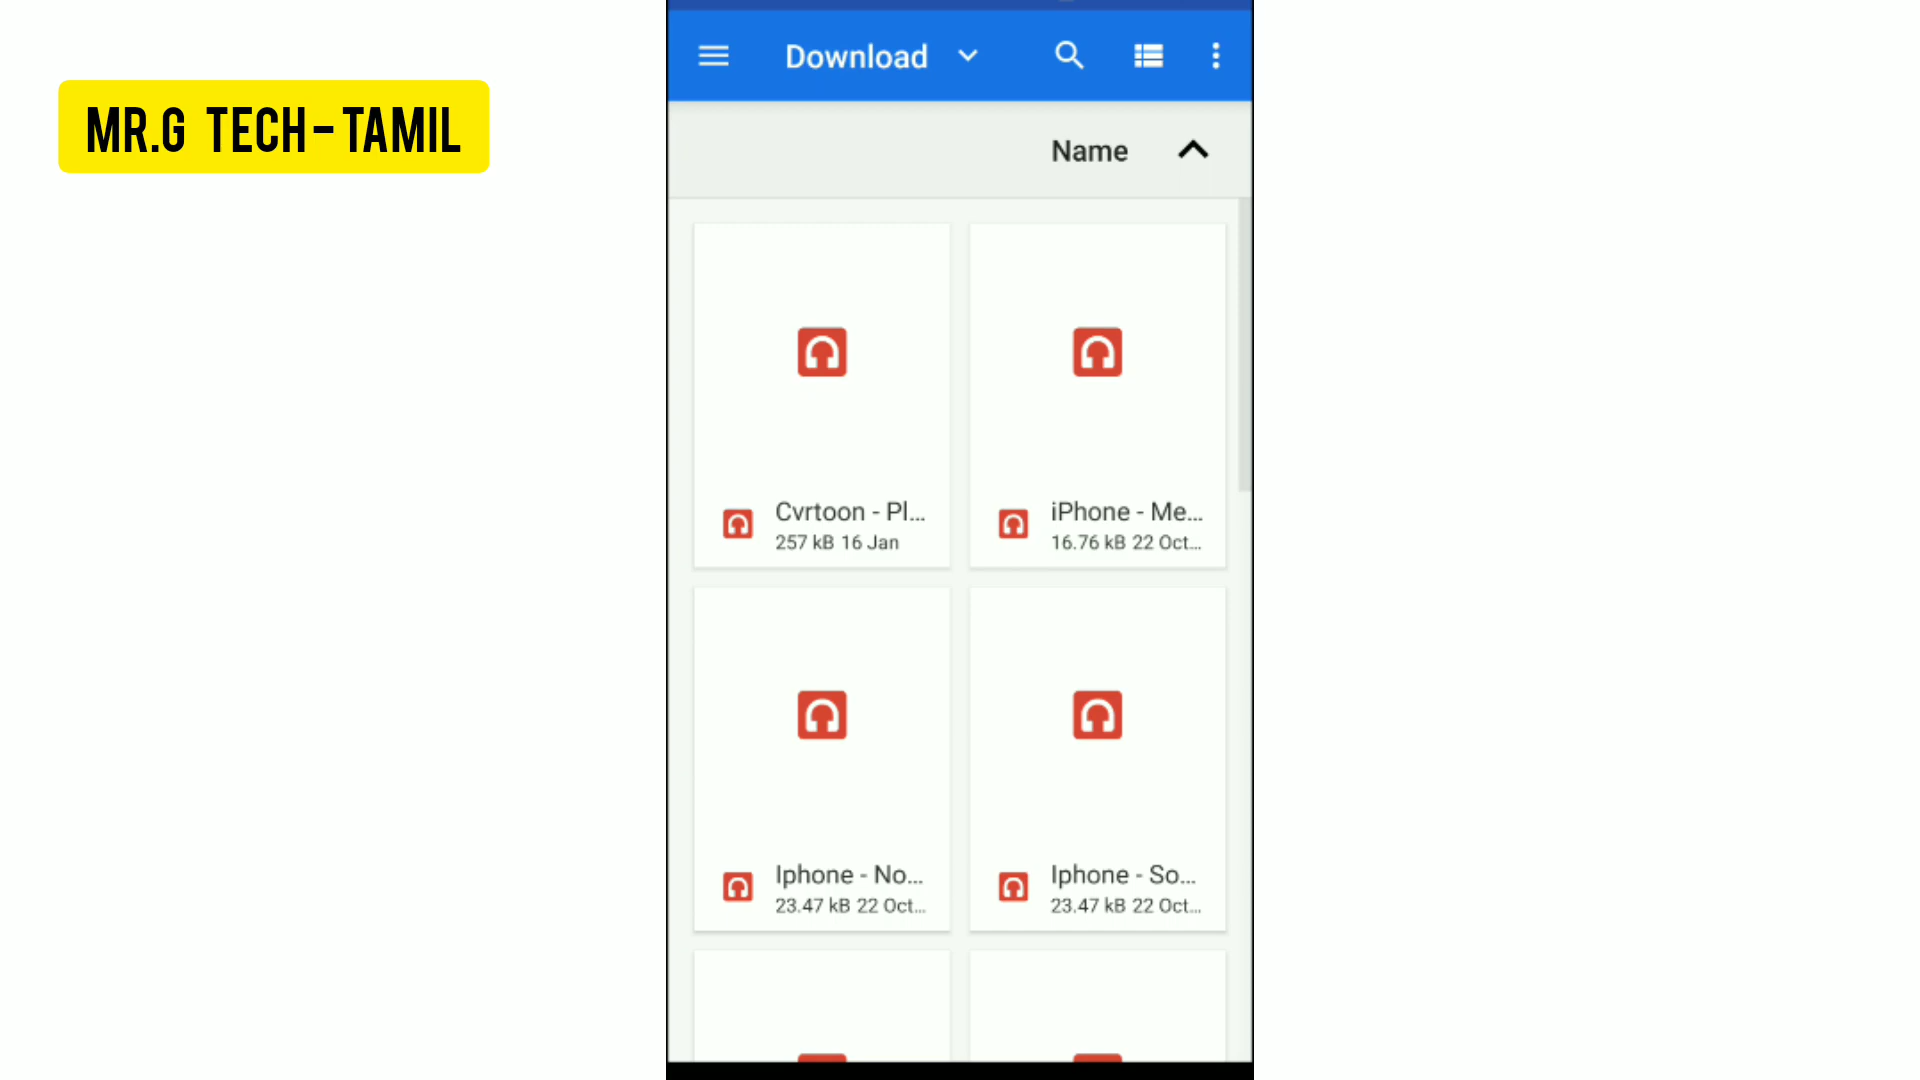 MR.G TECH-TAMIL
Download
Name
Cvrtoon - Pl...
257 kB 16 Jan
iPhone - Me...
16.76 kB 22 Oct...
Iphone - No...
23.47 kB 22 Oct...
Iphone - So...
23.47 kB 22 Oct...